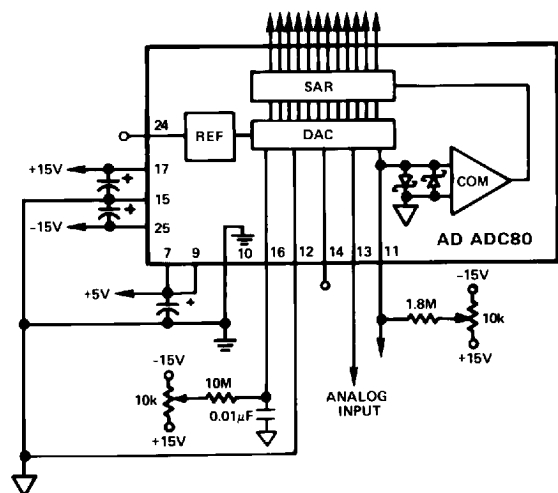 SAR
24
REF
DAC
+15V
17
COM
15
-15V
25
AD ADC80
7
9
10
16
12
14
13
11
+5V
-15V
1.8M
10k
-15V
10M
ANALOG
INPUT
+15V
10k
0.01µF
+15V